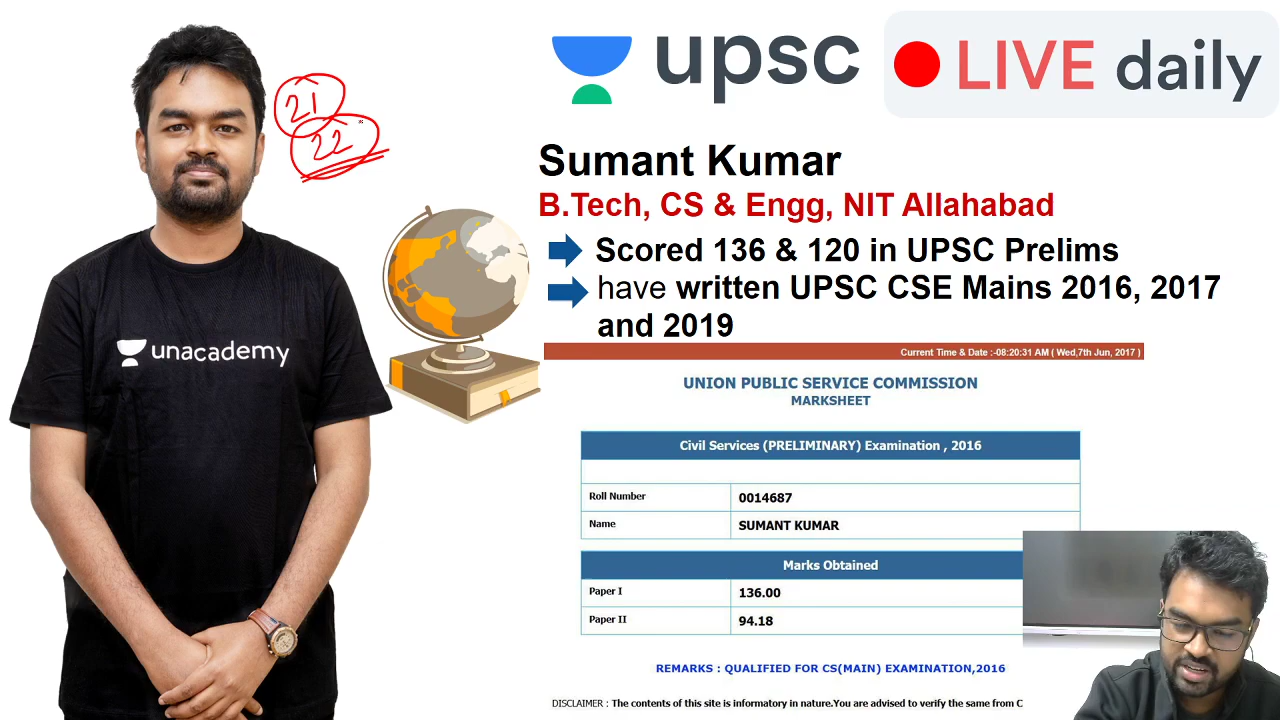 upsc
LIVE daily
21
22
Sumant Kumar
B.Tech, CS & Engg, NIT Allahabad
Scored 136 & 120 in UPSC Prelims
have written UPSC CSE Mains 2016, 2017
and 2019
unacademy
Current Time & Date :-08:20:31 AM ( Wed,7th Jun, 2017 )
UNION PUBLIC SERVICE COMMISSION
MARKSHEET
Civil Services (PRELIMINARY) Examination , 2016
Roll Number 0014687
Name SUMANT KUMAR
Marks Obtained
Paper I 136.00
Paper II 94.18
REMARKS : QUALIFIED FOR CS(MAIN) EXAMINATION,2016
DISCLAIMER : The contents of this site is informatory in nature.You are advised to verify the same from C